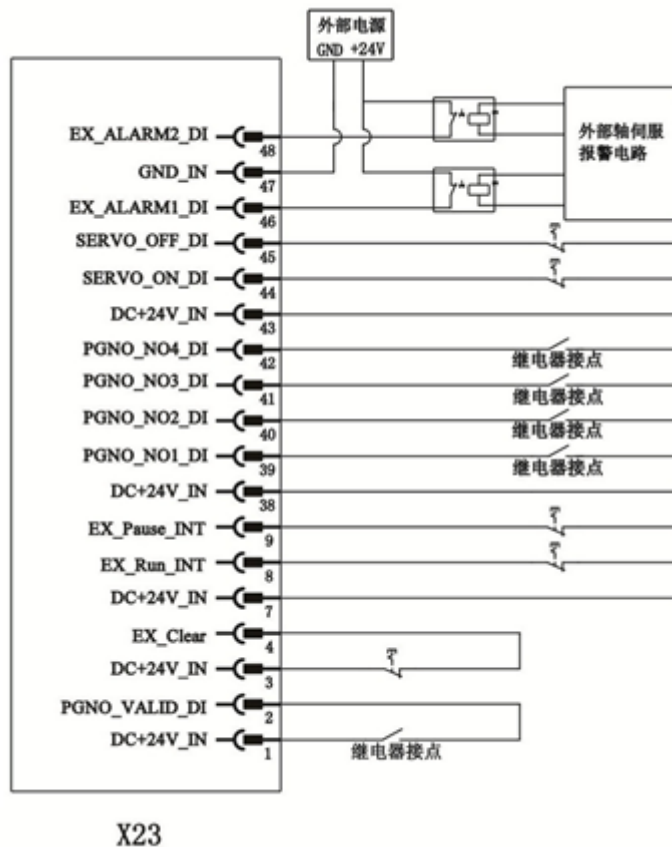 外部电源
GND +24V
外部轴伺服
报警电路
EX_ALARM2_DI
48
GND_IN
47
EX_ALARM1_DI
46
SERVO_OFF_DI
45
SERVO_ON_DI
44
DC+24V_IN
43
PGNO_NO4_DI
42
继电器接点
PGNO_NO3_DI
41
继电器接点
PGNO_NO2_DI
40
继电器接点
PGNO_NO1_DI
39
继电器接点
DC+24V_IN
38
EX_Pause_INT
9
EX_Run_INT
8
DC+24V_IN
7
EX_Clear
4
DC+24V_IN
3
PGNO_VALID_DI
2
DC+24V_IN
1
继电器接点
X23